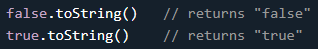 false.toString()   // returns "false"
true.toString()    // returns "true"